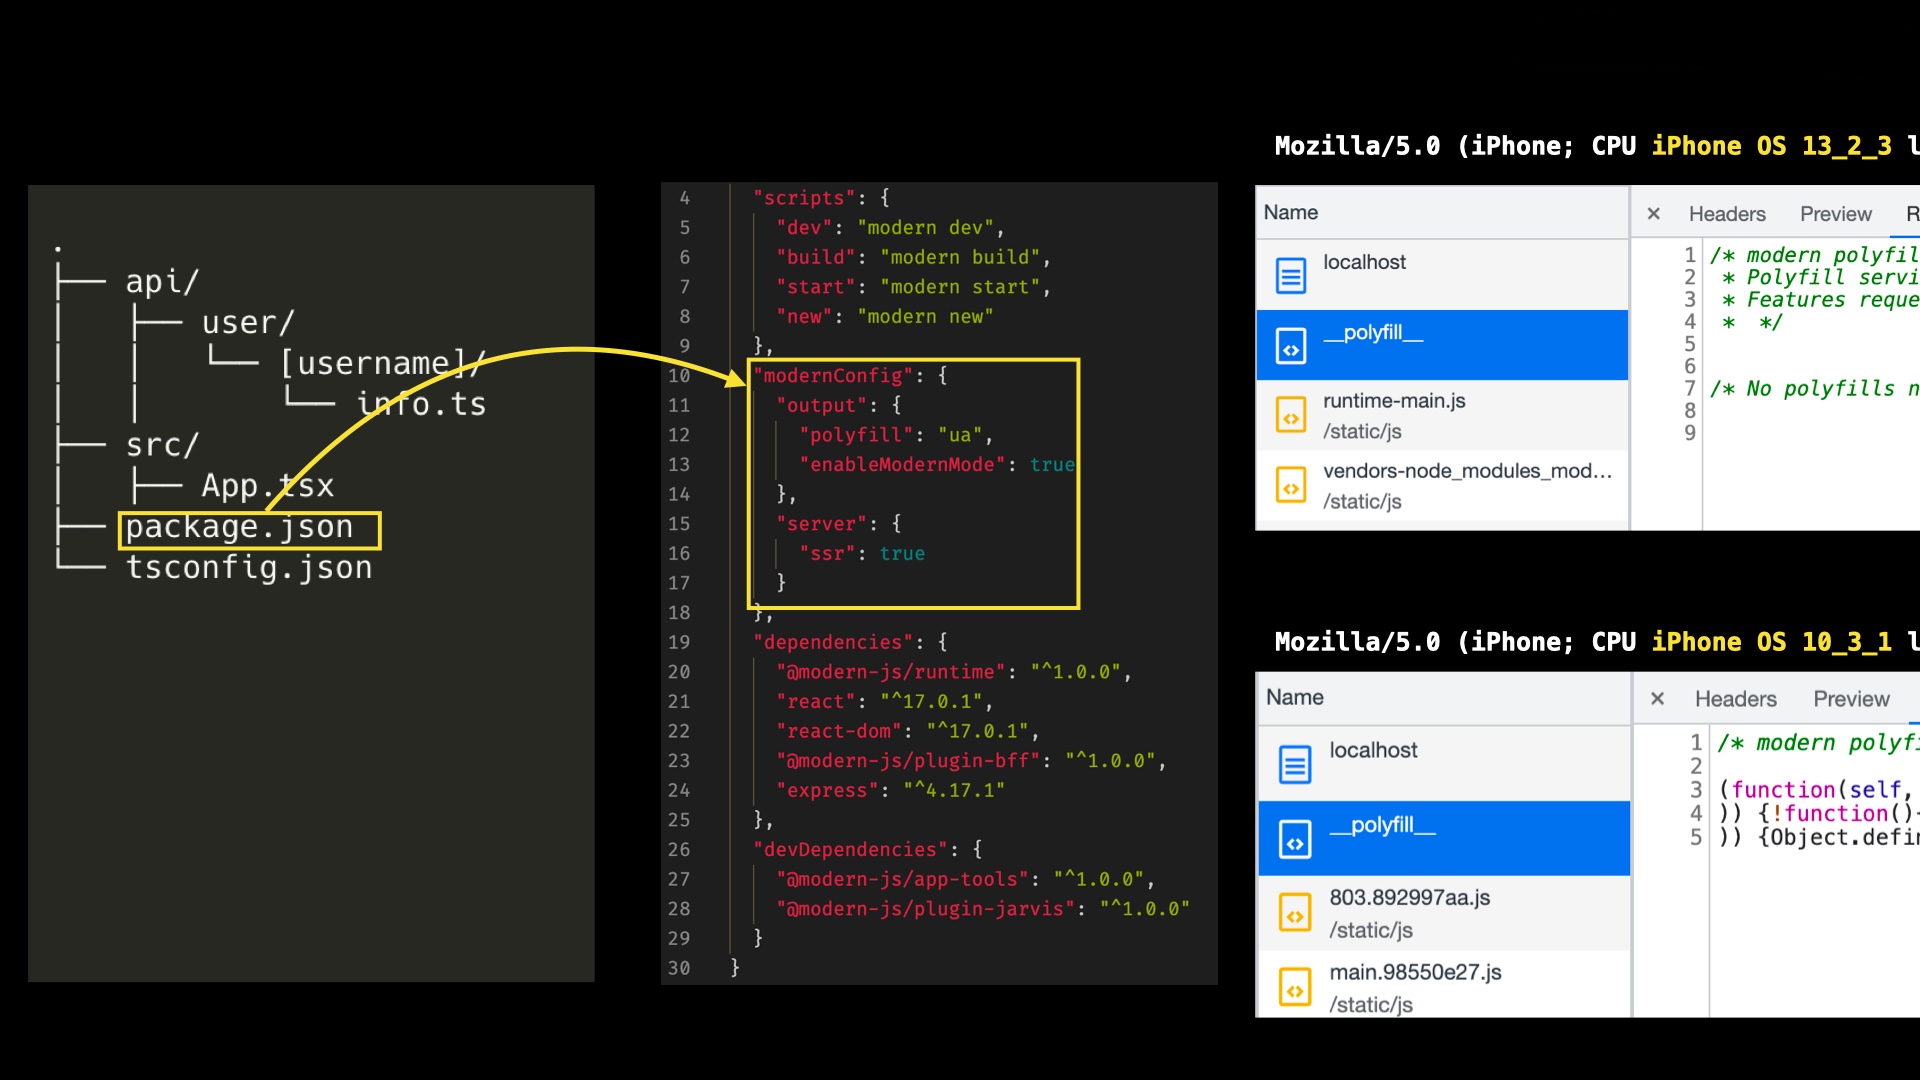 .
├── api/
│   ├── user/
│   │   └── [username]/
│   │       └── info.ts
├── src/
│   ├── App.tsx
├── package.json
└── tsconfig.json
4 "scripts": {
5 "dev": "modern dev",
6 "build": "modern build",
7 "start": "modern start",
8 "new": "modern new"
9 },
10 "modernConfig": {
11 "output": {
12 "polyfill": "ua",
13 "enableModernMode": true
14 },
15 "server": {
16 "ssr": true
17 }
18 },
19 "dependencies": {
20 "@modern-js/runtime": "^1.0.0",
21 "react": "^17.0.1",
22 "react-dom": "^17.0.1",
23 "@modern-js/plugin-bff": "^1.0.0",
24 "express": "^4.17.1"
25 },
26 "devDependencies": {
27 "@modern-js/app-tools": "^1.0.0",
28 "@modern-js/plugin-jarvis": "^1.0.0"
29 }
30 }
Mozilla/5.0 (iPhone; CPU iPhone OS 13_2_3 l
Name
× Headers Preview R
localhost
__polyfill__
runtime-main.js
/static/js
vendors-node_modules_mod...
/static/js
1 /* modern polyfil
2 * Polyfill servi
3 * Features reque
4 * */
5
6
7 /* No polyfills n
8
9
Mozilla/5.0 (iPhone; CPU iPhone OS 10_3_1 l
Name
× Headers Preview
localhost
__polyfill__
803.892997aa.js
/static/js
main.98550e27.js
/static/js
1 /* modern polyfi
2
3 (function(self,
4 )) {!function()
5 )) {Object.defin